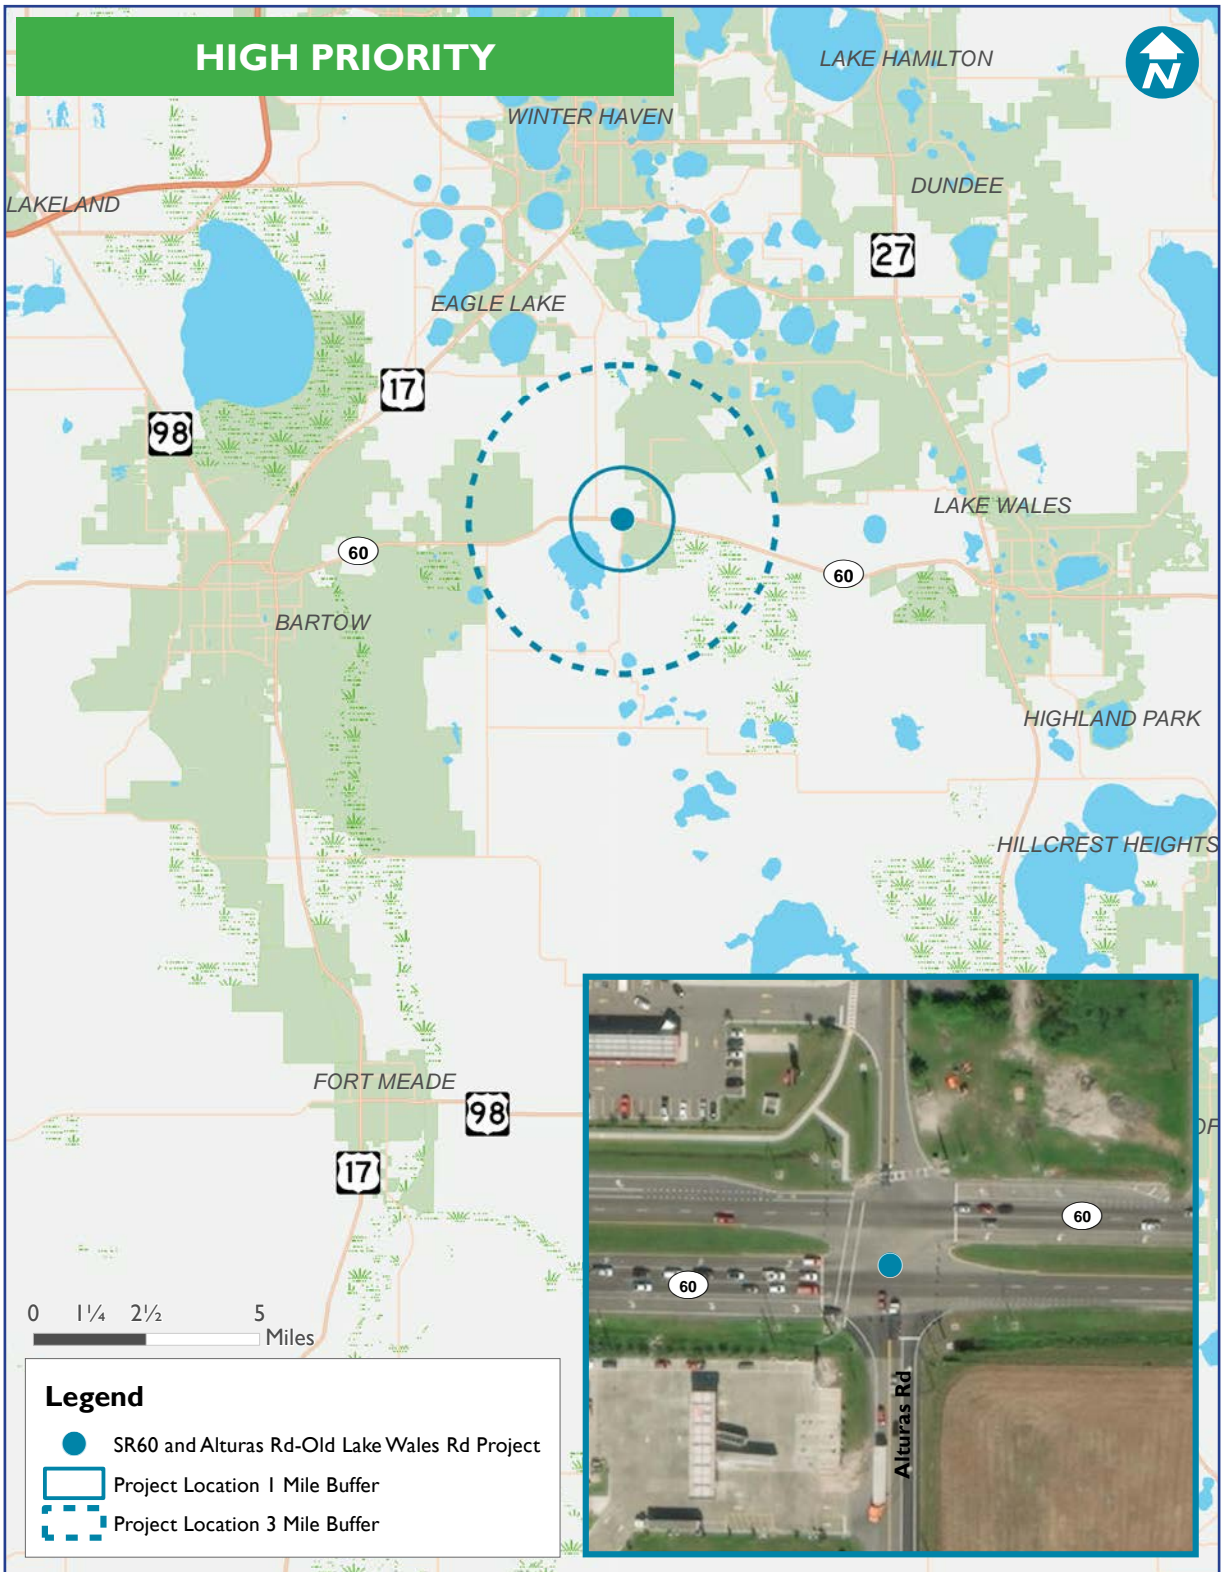 HIGH PRIORITY
N
LAKE HAMILTON
WINTER HAVEN
DUNDEE
LAKELAND
27
EAGLE LAKE
17
98
LAKE WALES
60
60
BARTOW
HIGHLAND PARK
HILLCREST HEIGHTS
FORT MEADE
98
17
OF
60
60
Alturas Rd
0 1¼ 2½ 5
Miles
Legend
SR60 and Alturas Rd-Old Lake Wales Rd Project
Project Location 1 Mile Buffer
Project Location 3 Mile Buffer